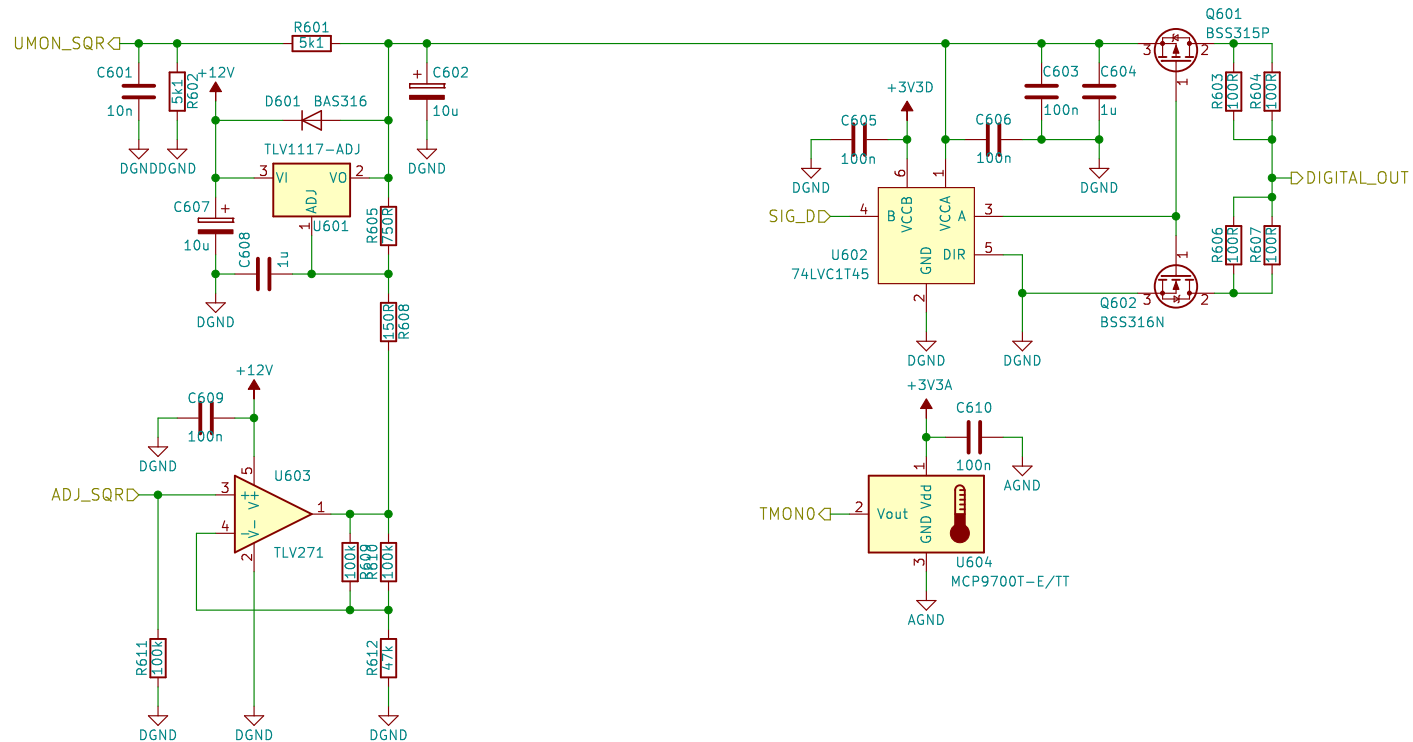 UMON_SQR
C601
10n
DGND
5k1
R602
DGND
R601
5k1
+12V
D601 BAS316
C602
+
10u
DGND
TLV1117-ADJ
3 VI
VO 2
ADJ
1
U601
R605
750R
C607
+
10u
C608
1u
DGND
150R
R608
+12V
C609
100n
DGND
ADJ_SQR
U603
3
4
5
V+
V-
2
1
+
-
TLV271
100k
R609
R610
100k
R611
100k
R612
47k
DGND
DGND
DGND
Q601
BSS315P
3
2
1
C603
100n
C604
1u
R603
100R
R604
100R
+3V3D
C605
100n
DGND
C606
100n
DGND
6
1
SIG_D
4 B
VCCB
VCCA
A 3
DIR 5
GND
2
U602
74LVC1T45
DGND
DGND
DIGITAL_OUT
R606
100R
R607
100R
1
Q602
3
2
BSS316N
+3V3A
C610
100n
AGND
1
TMON0
2 Vout
Vdd
GND
3
U604
MCP9700T-E/TT
AGND